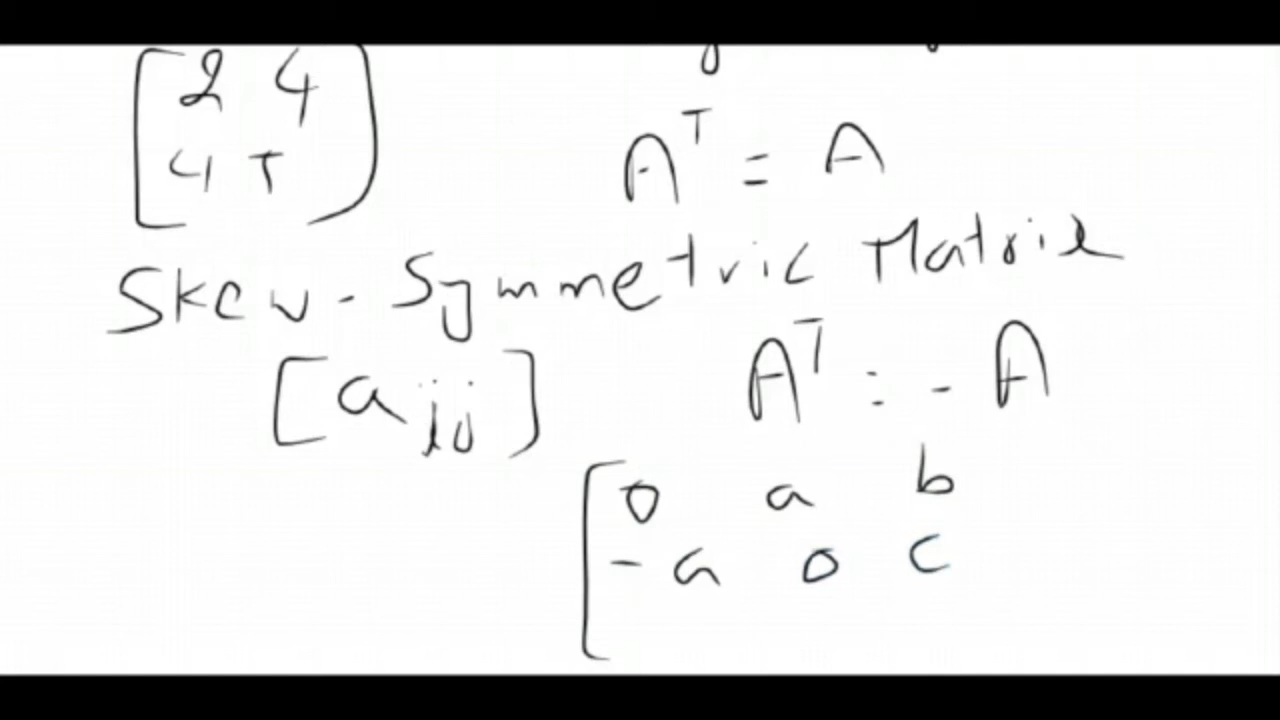 [ 2 4
4 5 ]
A^T = A
Skew-Symmetric Matrix
[a_ij]
A^T = - A
[ 0 a b
- a 0 c